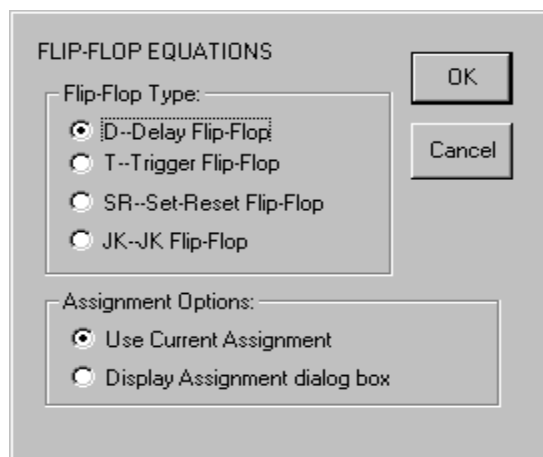 FLIP-FLOP EQUATIONS
OK
Flip-Flop Type:
D--Delay Flip-Flop
T--Trigger Flip-Flop
Cancel
SR--Set-Reset Flip-Flop
JK--JK Flip-Flop
Assignment Options:
Use Current Assignment
Display Assignment dialog box